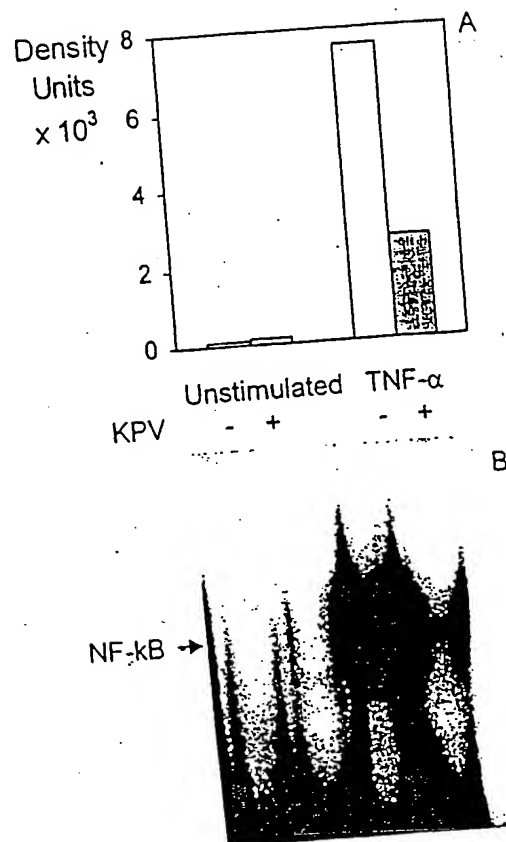 A
Density
Units
x 10³
8
6
4
2
0
Unstimulated TNF-α
KPV - + - +
B
NF-kB